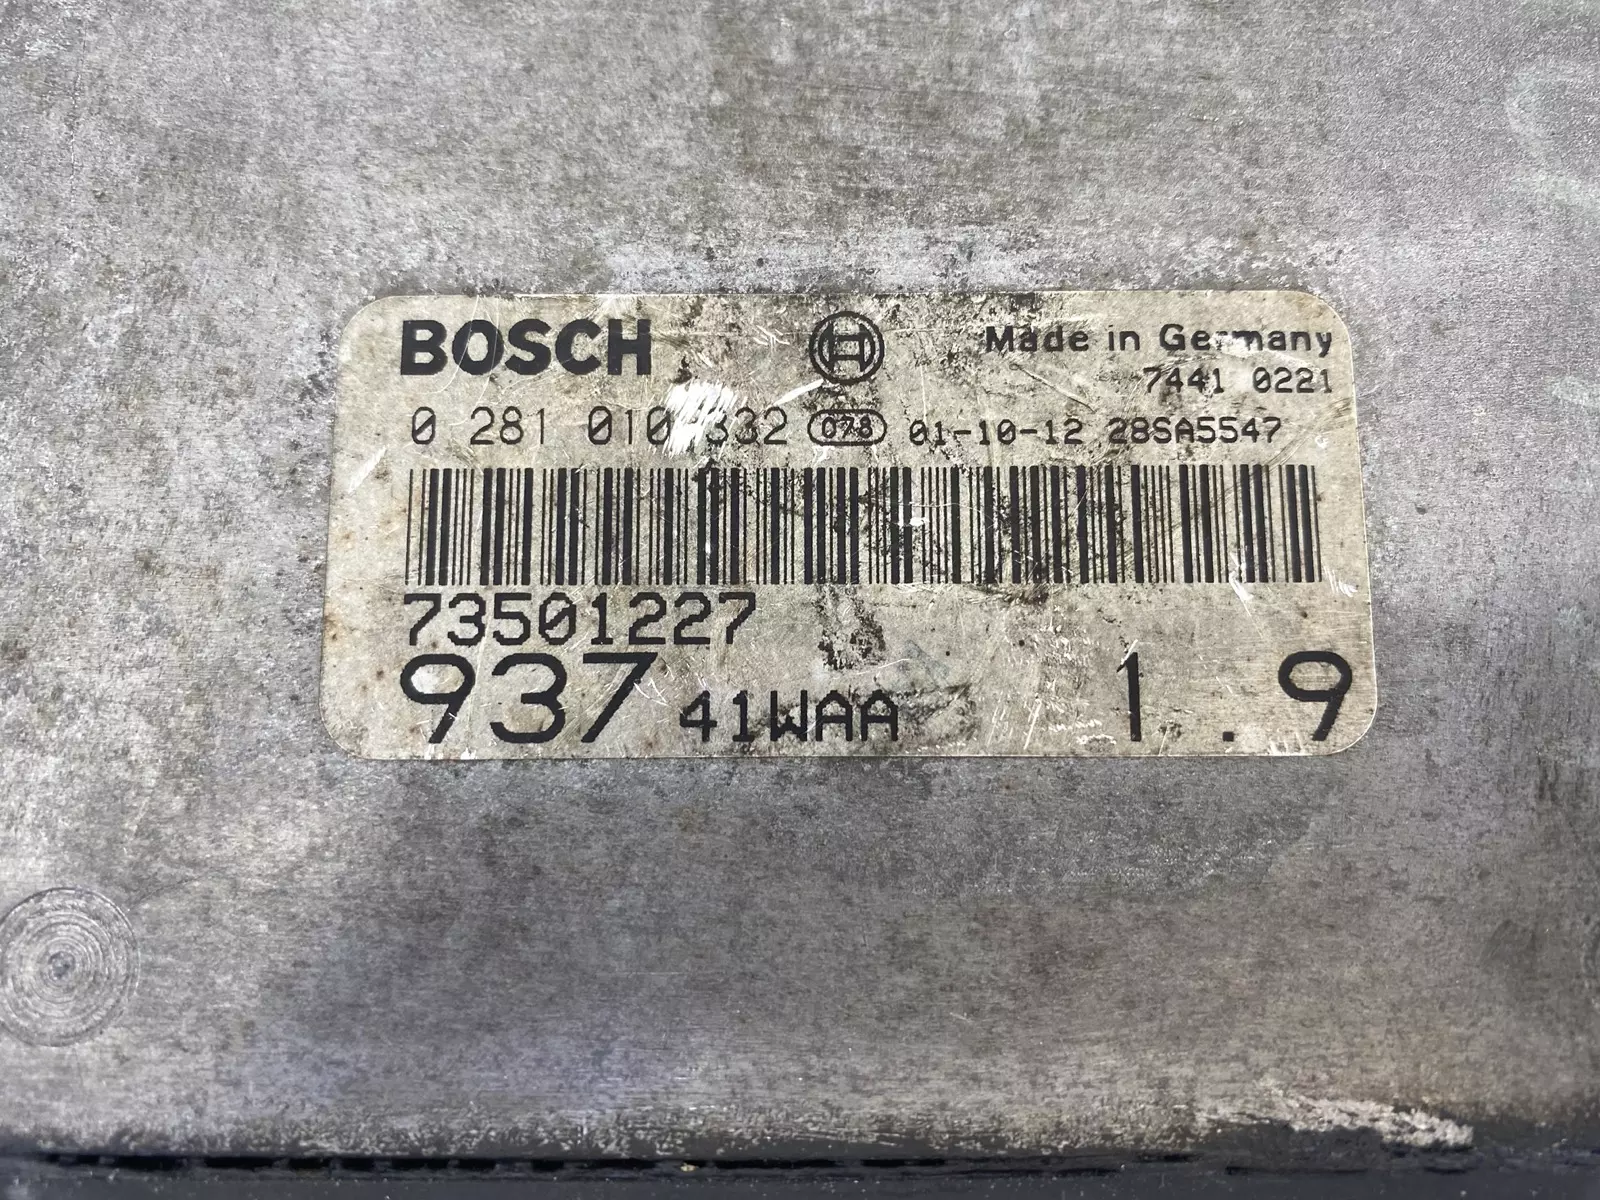 BOSCH
Made in Germany
7441 0221
0 281 010 332 078 01-10-12 28SA5547
73501227
937 41WAA 1.9